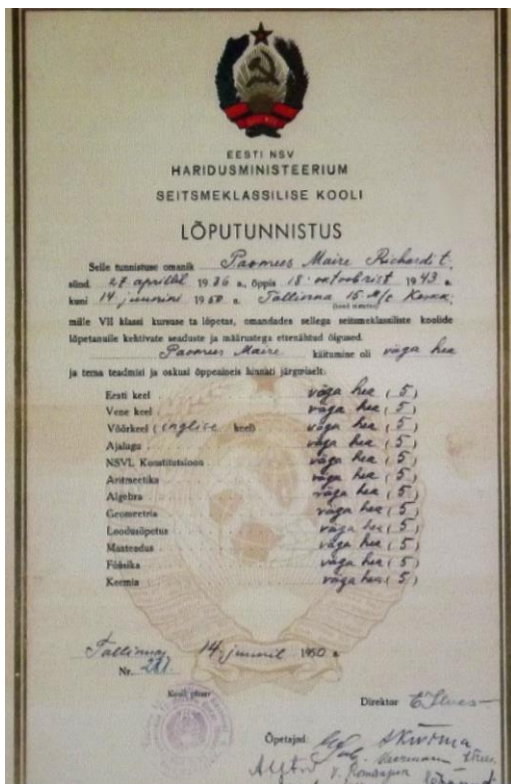 EESTI NSV
HARIDUSMINISTEERIUM
SEITSMEKLASSILISE KOOLI
LÕPUTUNNISTUS
Selle tunnistuse omanik Paomees Maire Richardi t.
sünd. 27. aprillil 1936 a., õppis 18. oktoobrist 1943 a.
kuni 14. juunini 1950. a. Tallinna 15. M/c Keskk.
mille VII klassi kursuse ta lõpetas, omandades sellega seitsmeklassiliste koolide
lõpetanuile kehtivate seaduste ja määrustega ettenähtud õigused.
Paomees Maire käitumine oli väga hea
ja tema teadmisi ja oskusi õppeaineis hinnati järgmiselt:
Eesti keel väga hea (5)
Vene keel väga hea (5)
Võõrkeel (inglise keel) väga hea (5)
Ajalugu väga hea (5)
NSVL Konstitutsioon väga hea (5)
Aritmeetika väga hea (5)
Algebra väga hea (5)
Geomeetria väga hea (5)
Loodusõpetus väga hea (5)
Maateadus väga hea (5)
Füüsika väga hea (5)
Keemia väga hea (5)
Tallinnas, 14. juunil 1950 a.
Nr. 217
Kooli pitser
Direktor
Õpetajad: